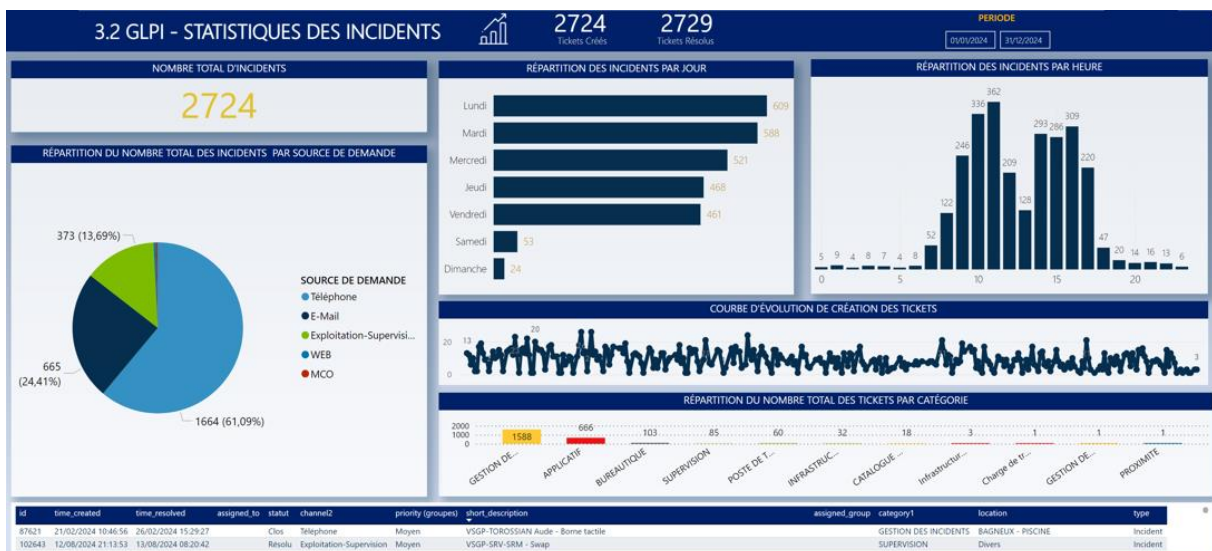 3.2 GLPI - STATISTIQUES DES INCIDENTS
2724
Tickets Créés
2729
Tickets Résolus
PERIODE
01/01/2024 31/12/2024
NOMBRE TOTAL D'INCIDENTS
2724
RÉPARTITION DU NOMBRE TOTAL DES INCIDENTS PAR SOURCE DE DEMANDE
373 (13,69%)
665
(24,41%)
1664 (61,09%)
SOURCE DE DEMANDE
Téléphone
E-Mail
Exploitation-Supervisi...
WEB
MCO
RÉPARTITION DES INCIDENTS PAR JOUR
Lundi 609
Mardi 588
Mercredi 521
Jeudi 468
Vendredi 461
Samedi 53
Dimanche 24
RÉPARTITION DES INCIDENTS PAR HEURE
5 9 4 8 7 4 8 52 122 246 336 362 209 128 293 286 309 220 47 20 14 16 13 6
0 5 10 15 20
COURBE D'ÉVOLUTION DE CRÉATION DES TICKETS
20
0
13 20 3
RÉPARTITION DU NOMBRE TOTAL DES TICKETS PAR CATÉGORIE
2000
1000
0
1588 666 103 85 60 32 18 3 1 1 1
GESTION DE... APPLICATIF BUREAUTIQUE SUPERVISION POSTE DE T... INFRASTRUC... CATALOGUE ... Infrastructur... Charge de tr... GESTION DE... PROXIMITE
id time_created time_resolved assigned_to statut channel2 priority (groupes) short_description assigned_group category1 location type
87621 21/02/2024 10:46:56 26/02/2024 15:29:27 Clos Téléphone Moyen VSGP-TOROSSIAN Aude - Borne tactile GESTION DES INCIDENTS BAGNEUX - PISCINE Incident
102643 12/08/2024 21:13:53 13/08/2024 08:20:42 Résolu Exploitation-Supervision Moyen VSGP-SRV-SRM - Swap SUPERVISION Divers Incident